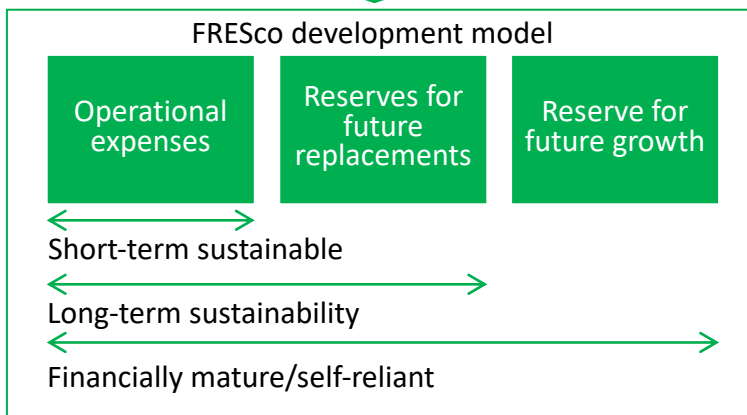 FRESco development model
Operational
expenses
Reserves for
future
replacements
Reserve for
future growth
Short-term sustainable
Long-term sustainability
Financially mature/self-reliant